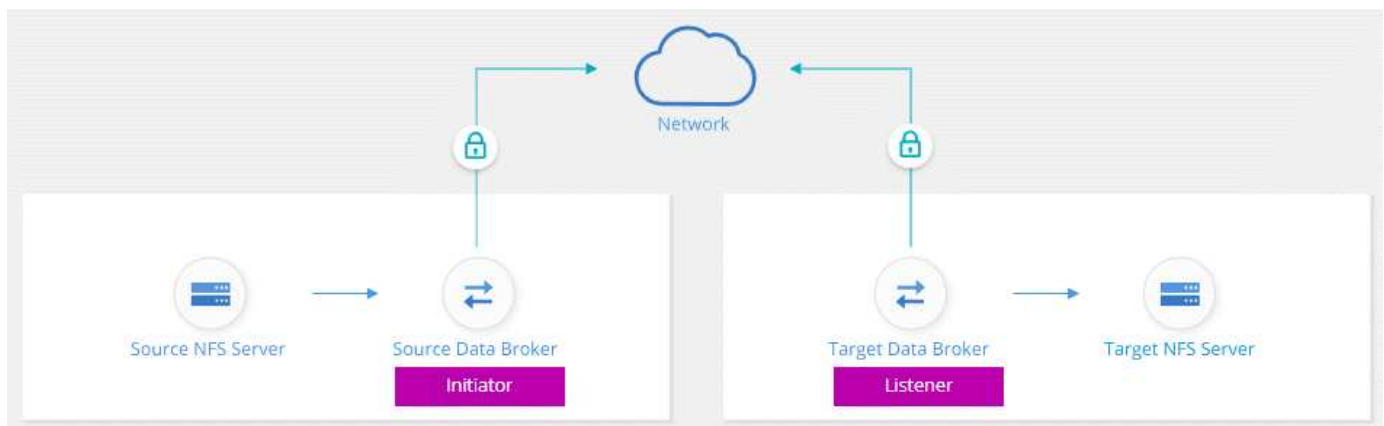 Network
Source NFS Server
Source Data Broker
Target Data Broker
Target NFS Server
Initiator
Listener